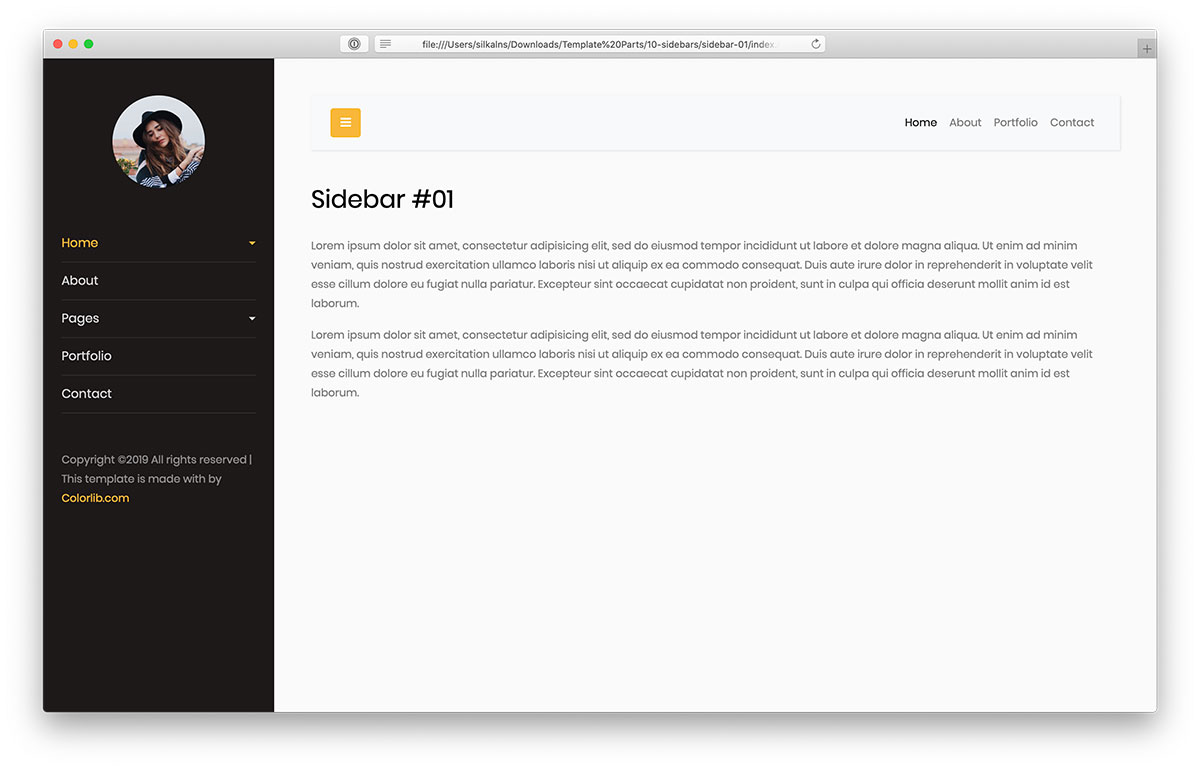 file:///Users/silkalns/Downloads/Template%20Parts/10-sidebars/sidebar-01/index.
Home
About
Pages
Portfolio
Contact
Copyright ©2019 All rights reserved |
This template is made with by
Colorlib.com
Home About Portfolio Contact
Sidebar #01
Lorem ipsum dolor sit amet, consectetur adipisicing elit, sed do eiusmod tempor incididunt ut labore et dolore magna aliqua. Ut enim ad minim
veniam, quis nostrud exercitation ullamco laboris nisi ut aliquip ex ea commodo consequat. Duis aute irure dolor in reprehenderit in voluptate velit
esse cillum dolore eu fugiat nulla pariatur. Excepteur sint occaecat cupidatat non proident, sunt in culpa qui officia deserunt mollit anim id est
laborum.
Lorem ipsum dolor sit amet, consectetur adipisicing elit, sed do eiusmod tempor incididunt ut labore et dolore magna aliqua. Ut enim ad minim
veniam, quis nostrud exercitation ullamco laboris nisi ut aliquip ex ea commodo consequat. Duis aute irure dolor in reprehenderit in voluptate velit
esse cillum dolore eu fugiat nulla pariatur. Excepteur sint occaecat cupidatat non proident, sunt in culpa qui officia deserunt mollit anim id est
laborum.